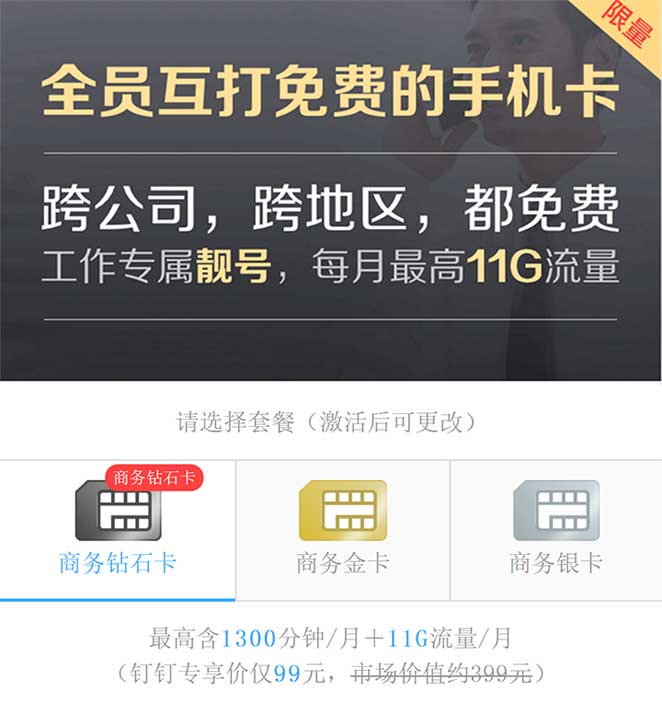 限量
全员互打免费的手机卡
跨公司，跨地区，都免费
工作专属靓号，每月最高11G流量
请选择套餐（激活后可更改）
商务钻石卡
商务钻石卡
商务金卡
商务银卡
最高含1300分钟/月＋11G流量/月
（钉钉专享价仅99元，市场价值约399元）